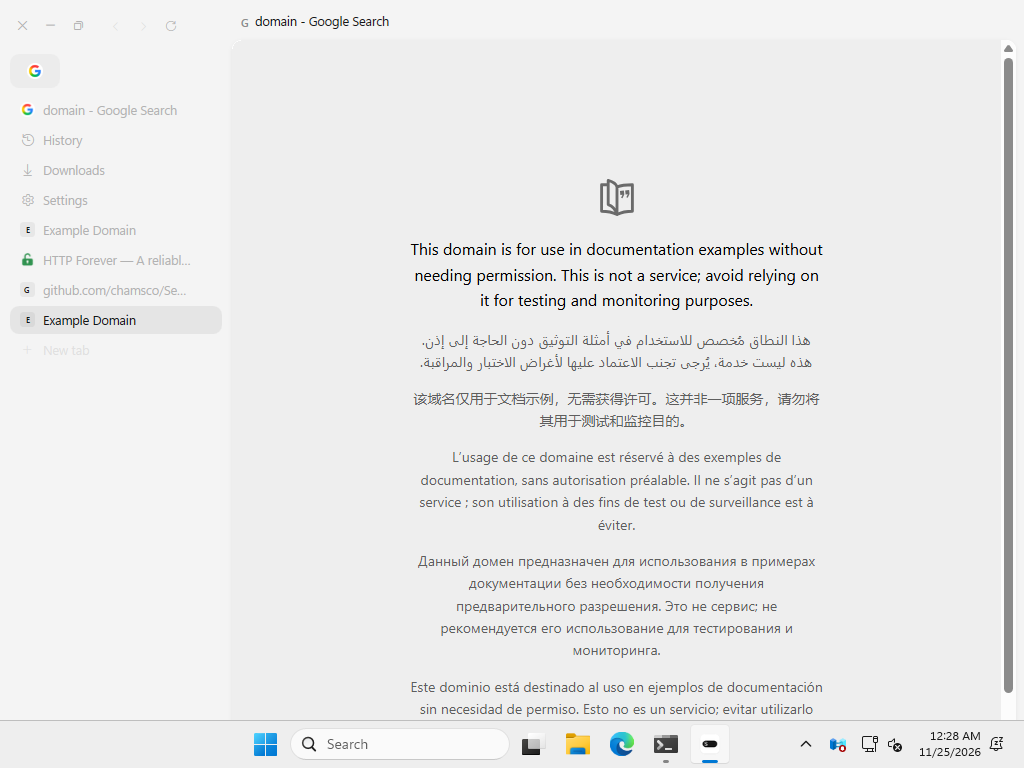 G domain - Google Search
domain - Google Search
History
Downloads
Settings
E Example Domain
HTTP Forever — A reliabl...
G github.com/chamsco/Se...
E Example Domain
New tab
This domain is for use in documentation examples without
needing permission. This is not a service; avoid relying on
it for testing and monitoring purposes.
هذا النطاق مُخصص للاستخدام في أمثلة التوثيق دون الحاجة إلى إذن.
هذه ليست خدمة، يُرجى تجنب الاعتماد عليها لأغراض الاختبار والمراقبة.
该域名仅用于文档示例，无需获得许可。这并非一项服务，请勿将
其用于测试和监控目的。
L’usage de ce domaine est réservé à des exemples de
documentation, sans autorisation préalable. Il ne s’agit pas d’un
service ; son utilisation à des fins de test ou de surveillance est à
éviter.
Данный домен предназначен для использования в примерах
документации без необходимости получения
предварительного разрешения. Это не сервис; не
рекомендуется его использование для тестирования и
мониторинга.
Este dominio está destinado al uso en ejemplos de documentación
sin necesidad de permiso. Esto no es un servicio; evitar utilizarlo
Search
12:28 AM
11/25/2026